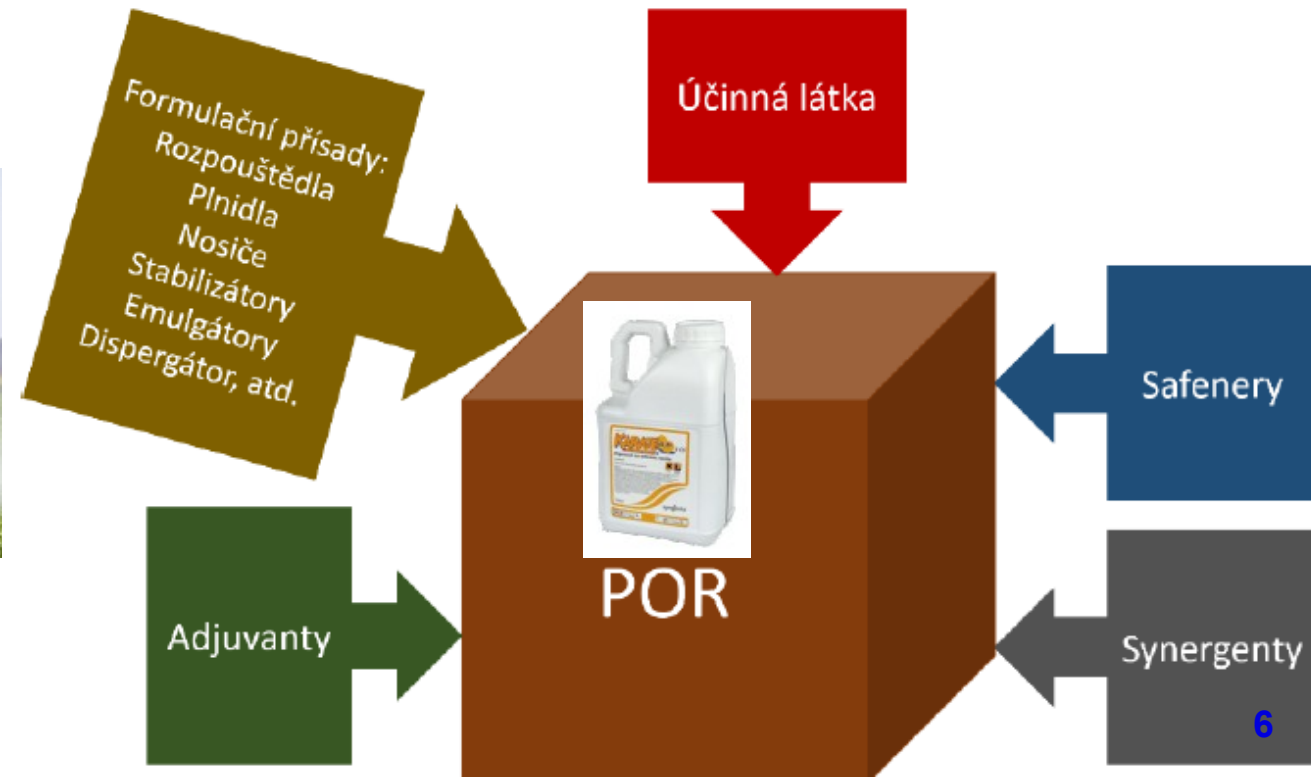 Formulační přísady:
Rozpouštědla
Plnidla
Nosiče
Stabilizátory
Emulgátory
Dispergátor, atd.
Účinná látka
Safenery
POR
Adjuvanty
Synergenty
6